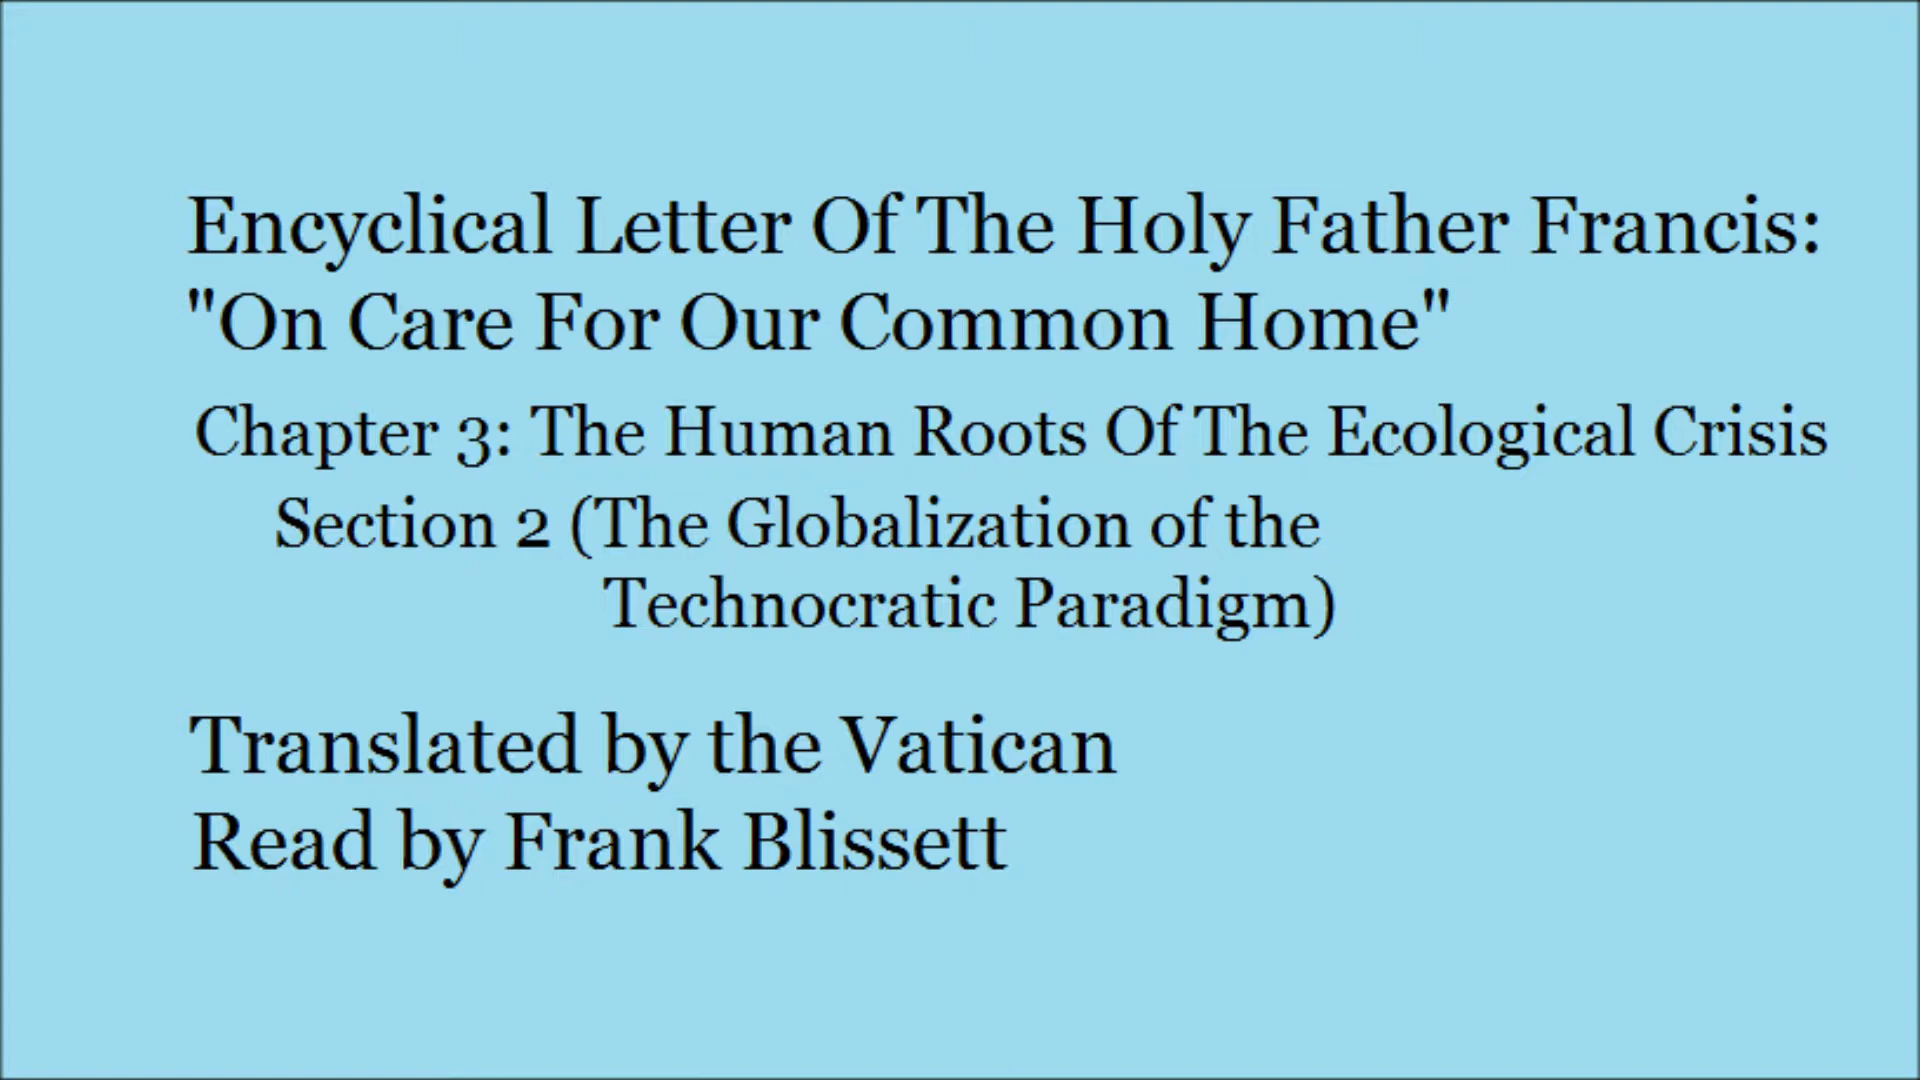 Encyclical Letter Of The Holy Father Francis:
"On Care For Our Common Home"
Chapter 3: The Human Roots Of The Ecological Crisis
Section 2 (The Globalization of the
Technocratic Paradigm)
Translated by the Vatican
Read by Frank Blissett